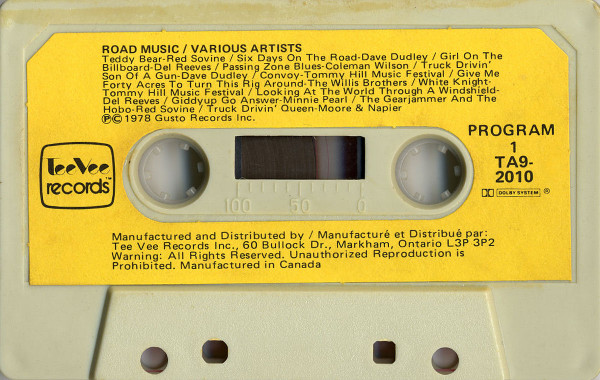 ROAD MUSIC / VARIOUS ARTISTS
Teddy Bear-Red Sovine / Six Days On The Road-Dave Dudley / Girl On The
Billboard-Del Reeves / Passing Zone Blues-Coleman Wilson / Truck Drivin'
Son Of A Gun-Dave Dudley / Convoy-Tommy Hill Music Festival / Give Me
Forty Acres To Turn This Rig Around-The Willis Brothers / White Knight-
Tommy Hill Music Festival / Looking At The World Through A Windshield-
Del Reeves / Giddyup Go Answer-Minnie Pearl / The Gearjammer And The
Hobo-Red Sovine / Truck Drivin' Queen-Moore & Napier
Ⓟ© 1978 Gusto Records Inc.
TeeVee
records™
PROGRAM
1
TA9-
2010
DOLBY SYSTEM ®
100 50 0
Manufactured and Distributed by / Manufacturé et Distribué par:
Tee Vee Records Inc., 60 Bullock Dr., Markham, Ontario L3P 3P2
Warning: All Rights Reserved. Unauthorized Reproduction is
Prohibited. Manufactured in Canada